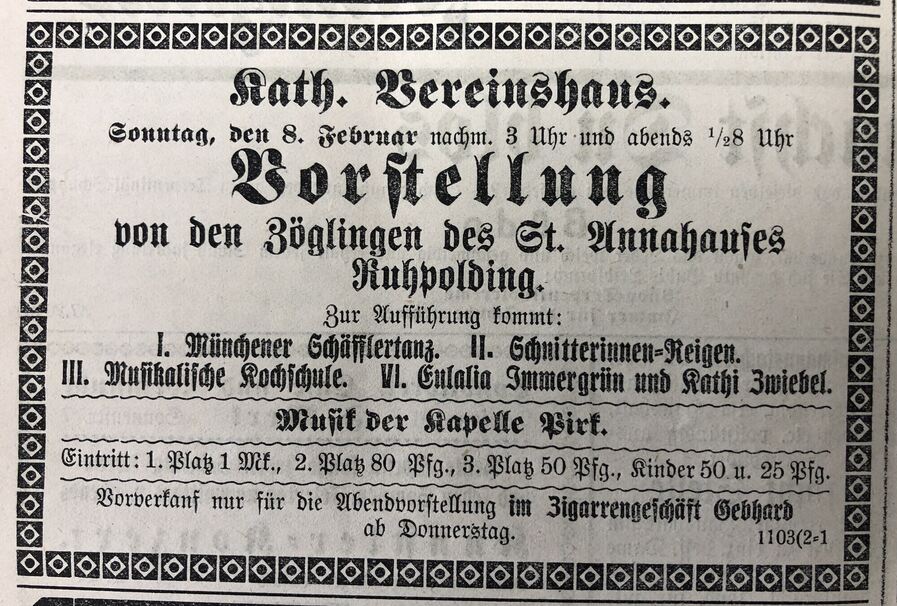 Kath. Vereinshaus.
Sonntag, den 8. Februar nachm. 3 Uhr und abends 1/28 Uhr
Vorstellung
von den Zöglingen des St. Annahauses
Ruhpolding.
Zur Aufführung kommt:
I. Münchener Schäfflertanz. II. Schnitterinnen-Reigen.
III. Musikalische Kochschule. VI. Eulalia Immergrün und Kathi Zwiebel.
Musik der Kapelle Pirk.
Eintritt: 1. Platz 1 Mk., 2. Platz 80 Pfg., 3. Platz 50 Pfg., Kinder 50 u. 25 Pfg.
Vorverkauf nur für die Abendvorstellung im Zigarrengeschäft Gebhard
ab Donnerstag. 1103(2-1